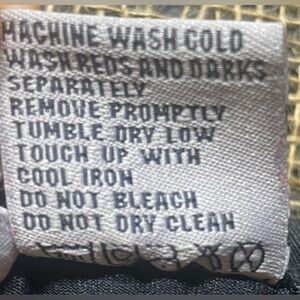 MACHINE WASH COLD
WASH REDS AND DARKS
SEPARATELY
REMOVE PROMPTLY
TUMBLE DRY LOW
TOUCH UP WITH
COOL IRON
DO NOT BLEACH
DO NOT DRY CLEAN